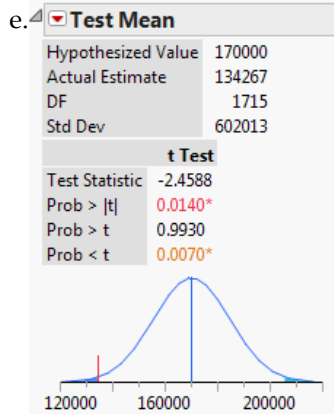 e. Test Mean
Hypothesized Value 170000
Actual Estimate 134267
DF 1715
Std Dev 602013
t Test
Test Statistic -2.4588
Prob > |t| 0.0140*
Prob > t 0.9930
Prob < t 0.0070*
120000 160000 200000